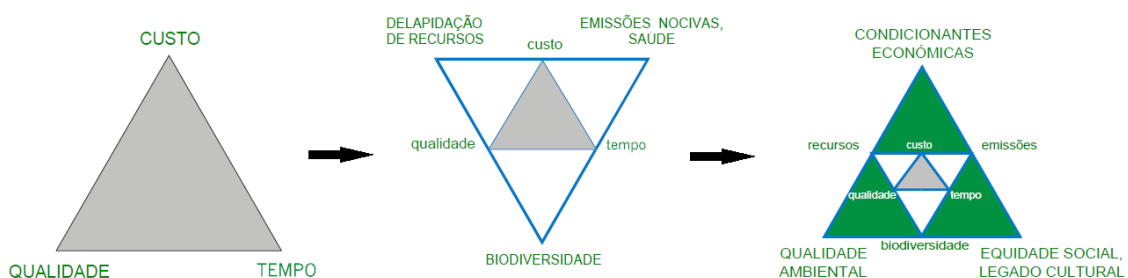 CUSTO
QUALIDADE
TEMPO
DELAPIDAÇÃO
DE RECURSOS
EMISSÕES NOCIVAS,
SAÚDE
custo
qualidade
tempo
BIODIVERSIDADE
CONDICIONANTES
ECONÓMICAS
recursos
custo
emissões
qualidade
tempo
biodiversidade
QUALIDADE
AMBIENTAL
EQUIDADE SOCIAL,
LEGADO CULTURAL